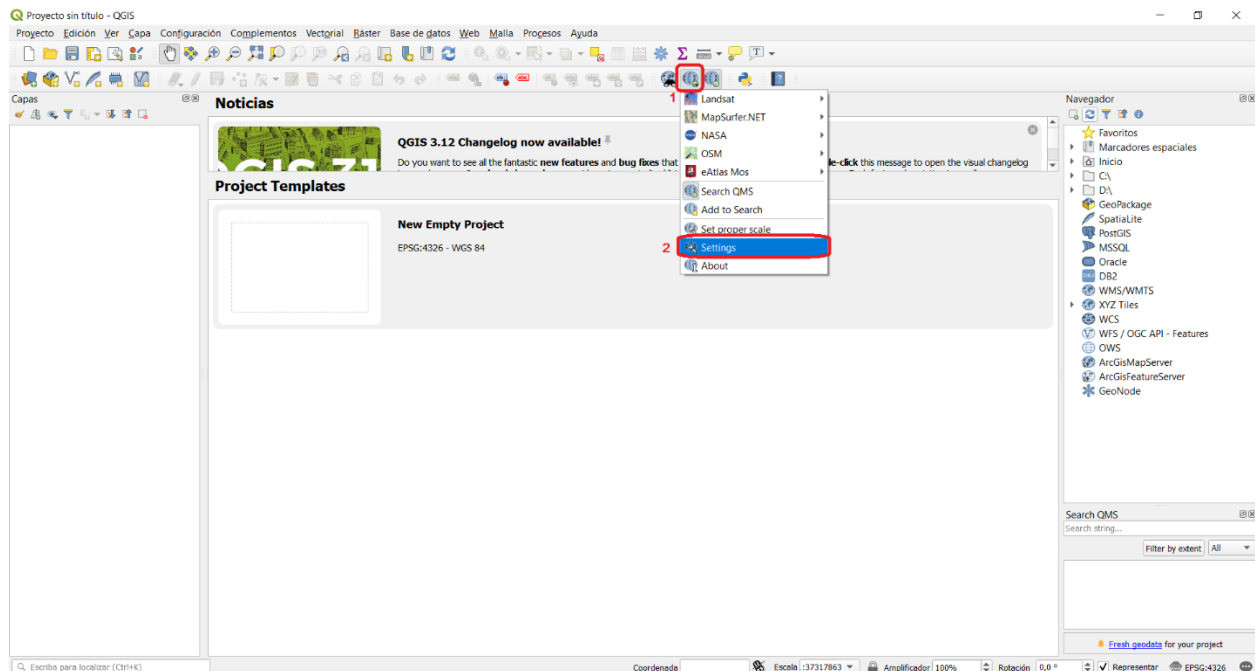 Proyecto sin título - QGIS
Proyecto Edición Ver Capa Configuración Complementos Vectorial Ráster Base de datos Web Malla Procesos Ayuda
Capas
Noticias
QGIS 3.12 Changelog now available!
Do you want to see all the fantastic new features and bug fixes that
le-click this message to open the visual changelog
Project Templates
New Empty Project
EPSG:4326 - WGS 84
1
Landsat
MapSurfer.NET
NASA
OSM
eAtlas Mos
Search QMS
Add to Search
Set proper scale
2
Settings
About
Navegador
Favoritos
Marcadores espaciales
Inicio
C:\
D:\
GeoPackage
SpatiaLite
PostGIS
MSSQL
Oracle
DB2
WMS/WMTS
XYZ Tiles
WCS
WFS / OGC API - Features
OWS
ArcGisMapServer
ArcGisFeatureServer
GeoNode
Search QMS
Search string...
Filter by extent All
Fresh geodata for your project
Escriba para localizar (Ctrl+K)
Coordenada
Escala :37317863
Amplificador 100%
Rotación 0,0 °
Representar
EPSG:4326